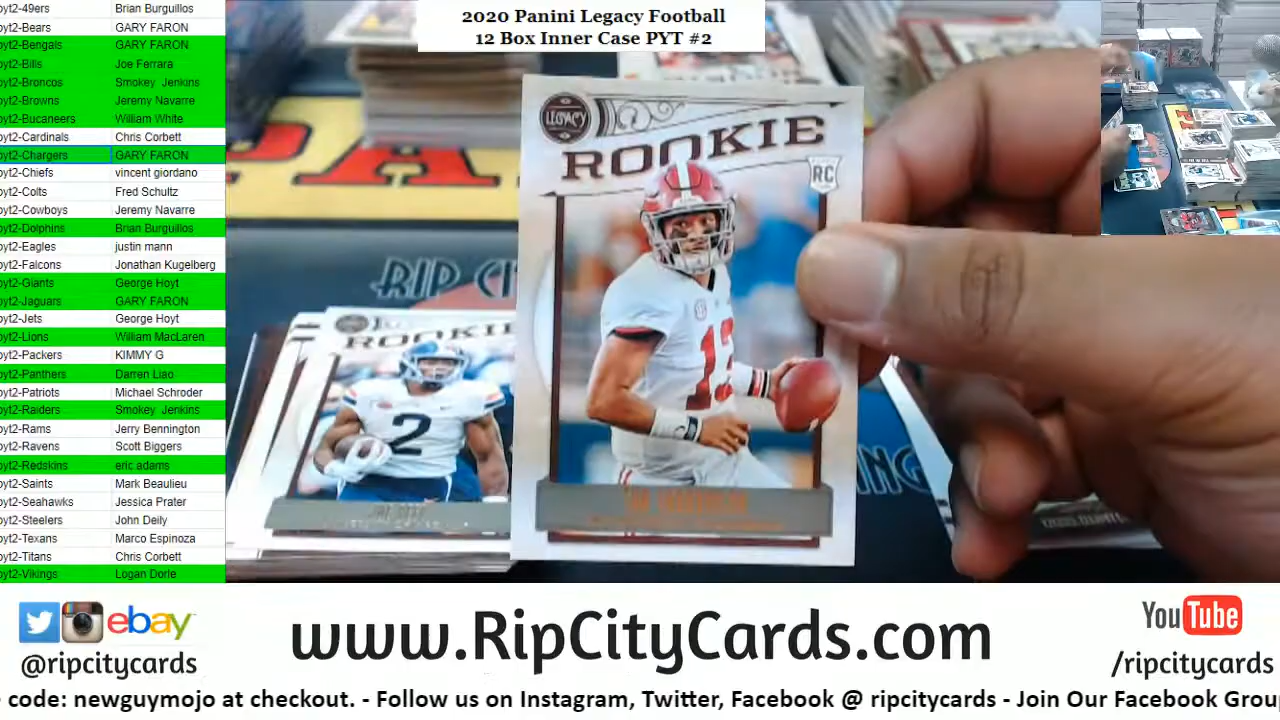 2020 Panini Legacy Football
12 Box Inner Case PYT #2
pyt2-49ers Brian Burguillos
pyt2-Bears GARY FARON
pyt2-Bengals GARY FARON
pyt2-Bills Joe Ferrara
pyt2-Broncos Smokey Jenkins
pyt2-Browns Jeremy Navarre
pyt2-Bucaneers William White
pyt2-Cardinals Chris Corbett
pyt2-Chargers GARY FARON
pyt2-Chiefs vincent giordano
pyt2-Colts Fred Schultz
pyt2-Cowboys Jeremy Navarre
pyt2-Dolphins Brian Burguillos
pyt2-Eagles justin mann
pyt2-Falcons Jonathan Kugelberg
pyt2-Giants George Hoyt
pyt2-Jaguars GARY FARON
pyt2-Jets George Hoyt
pyt2-Lions William MacLaren
pyt2-Packers KIMMY G
pyt2-Panthers Darren Liao
pyt2-Patriots Michael Schroder
pyt2-Raiders Smokey Jenkins
pyt2-Rams Jerry Bennington
pyt2-Ravens Scott Biggers
pyt2-Redskins eric adams
pyt2-Saints Mark Beaulieu
pyt2-Seahawks Jessica Prater
pyt2-Steelers John Deily
pyt2-Texans Marco Espinoza
pyt2-Titans Chris Corbett
pyt2-Vikings Logan Dorle
LEGACY
ROOKIE
RC
13
RIP CI
ROOKIE
2
ebay
@ripcitycards
www.RipCityCards.com
YouTube
/ripcitycards
code: newguymojo at checkout. - Follow us on Instagram, Twitter, Facebook @ ripcitycards - Join Our Facebook Grou